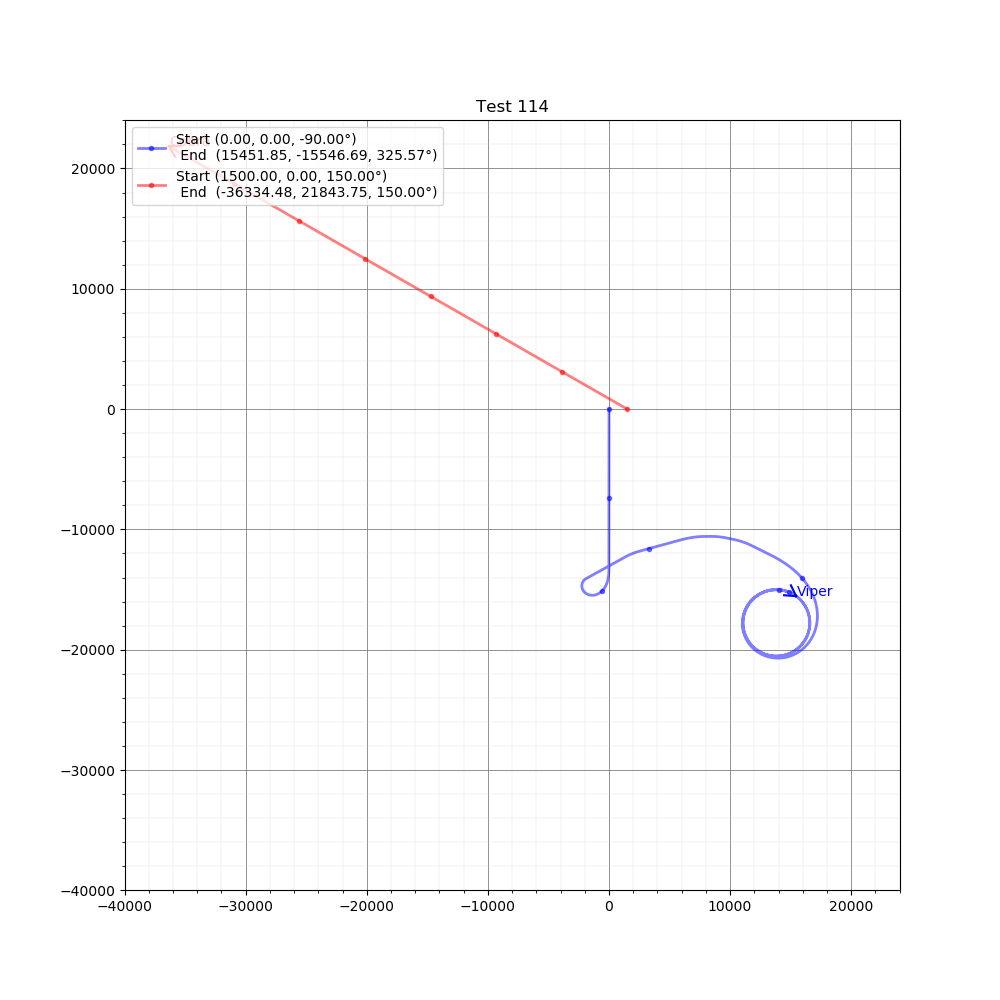 Test 114
Start (0.00, 0.00, -90.00°)
End (15451.85, -15546.69, 325.57°)
Start (1500.00, 0.00, 150.00°)
End (-36334.48, 21843.75, 150.00°)
20000
10000
0
−10000
Viper
−20000
−30000
−40000
−40000 −30000 −20000 −10000 0 10000 20000